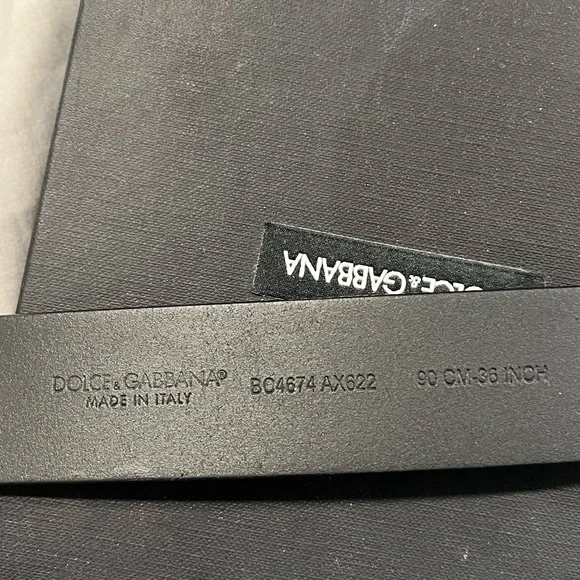 DOLCE & GABBANA
DOLCE & GABBANA® BC4674 AX622 90 CM-36 INCH
MADE IN ITALY